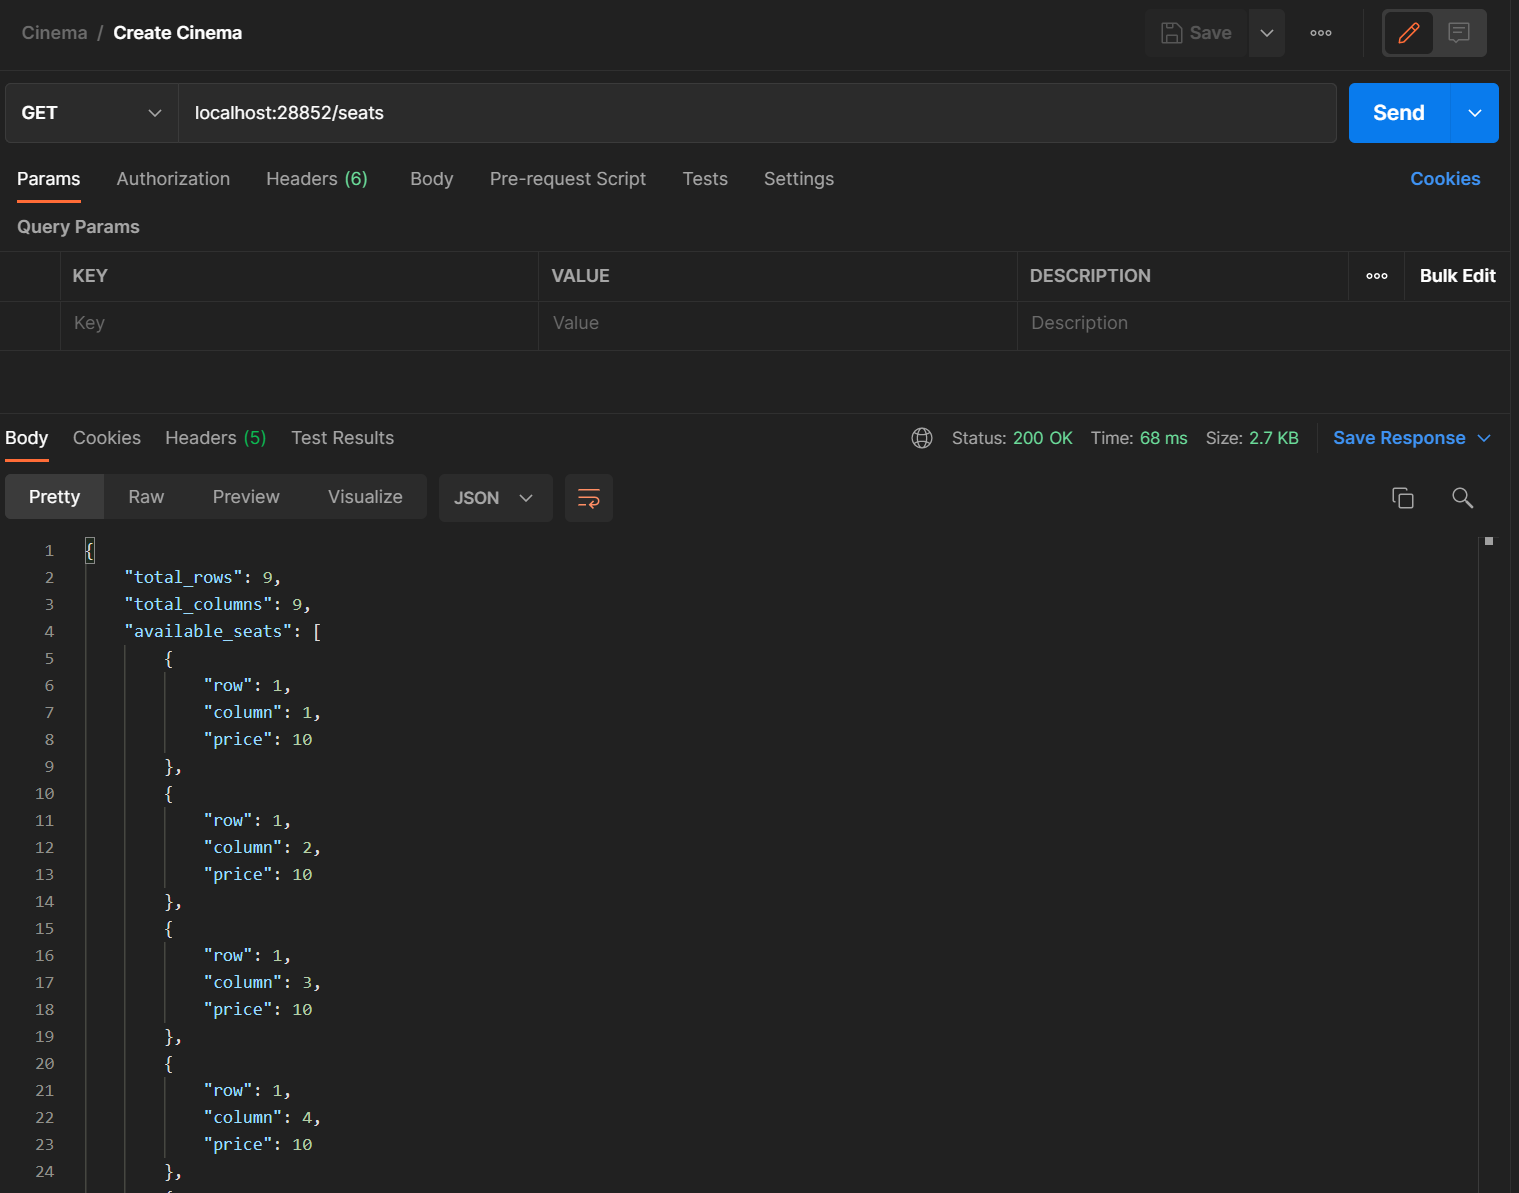 Cinema / Create Cinema
Save
GET
localhost:28852/seats
Send
Params Authorization Headers (6) Body Pre-request Script Tests Settings Cookies
Query Params
KEY VALUE DESCRIPTION Bulk Edit
Key Value Description
Body Cookies Headers (5) Test Results Status: 200 OK Time: 68 ms Size: 2.7 KB Save Response
Pretty Raw Preview Visualize JSON
1 {
2 "total_rows": 9,
3 "total_columns": 9,
4 "available_seats": [
5 {
6 "row": 1,
7 "column": 1,
8 "price": 10
9 },
10 {
11 "row": 1,
12 "column": 2,
13 "price": 10
14 },
15 {
16 "row": 1,
17 "column": 3,
18 "price": 10
19 },
20 {
21 "row": 1,
22 "column": 4,
23 "price": 10
24 },